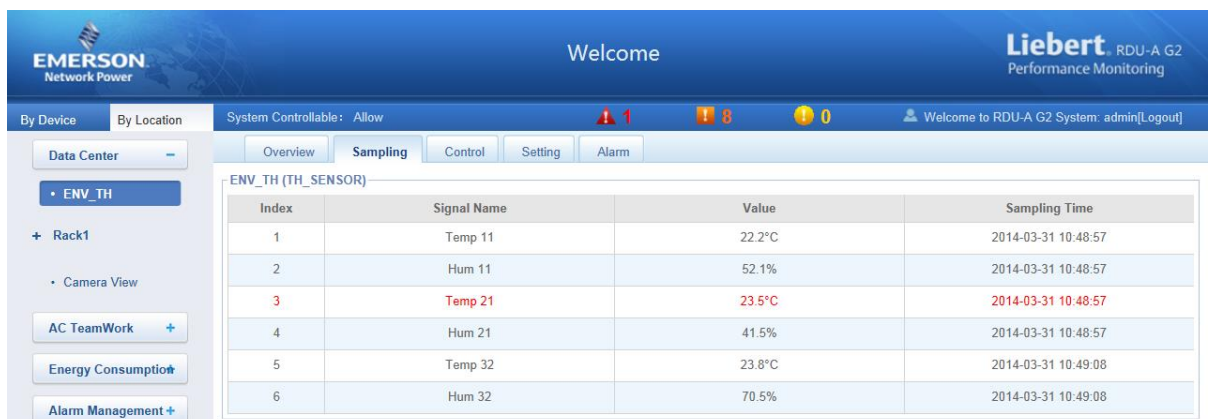 EMERSON
Network Power
Welcome
Liebert. RDU-A G2
Performance Monitoring
By Device By Location
System Controllable: Allow 1 8 0 Welcome to RDU-A G2 System: admin[Logout]
Data Center −
• ENV_TH
+ Rack1
• Camera View
AC TeamWork +
Energy Consumption+
Alarm Management +
Overview Sampling Control Setting Alarm
ENV_TH (TH_SENSOR)
Index Signal Name Value Sampling Time
1 Temp 11 22.2°C 2014-03-31 10:48:57
2 Hum 11 52.1% 2014-03-31 10:48:57
3 Temp 21 23.5°C 2014-03-31 10:48:57
4 Hum 21 41.5% 2014-03-31 10:48:57
5 Temp 32 23.8°C 2014-03-31 10:49:08
6 Hum 32 70.5% 2014-03-31 10:49:08